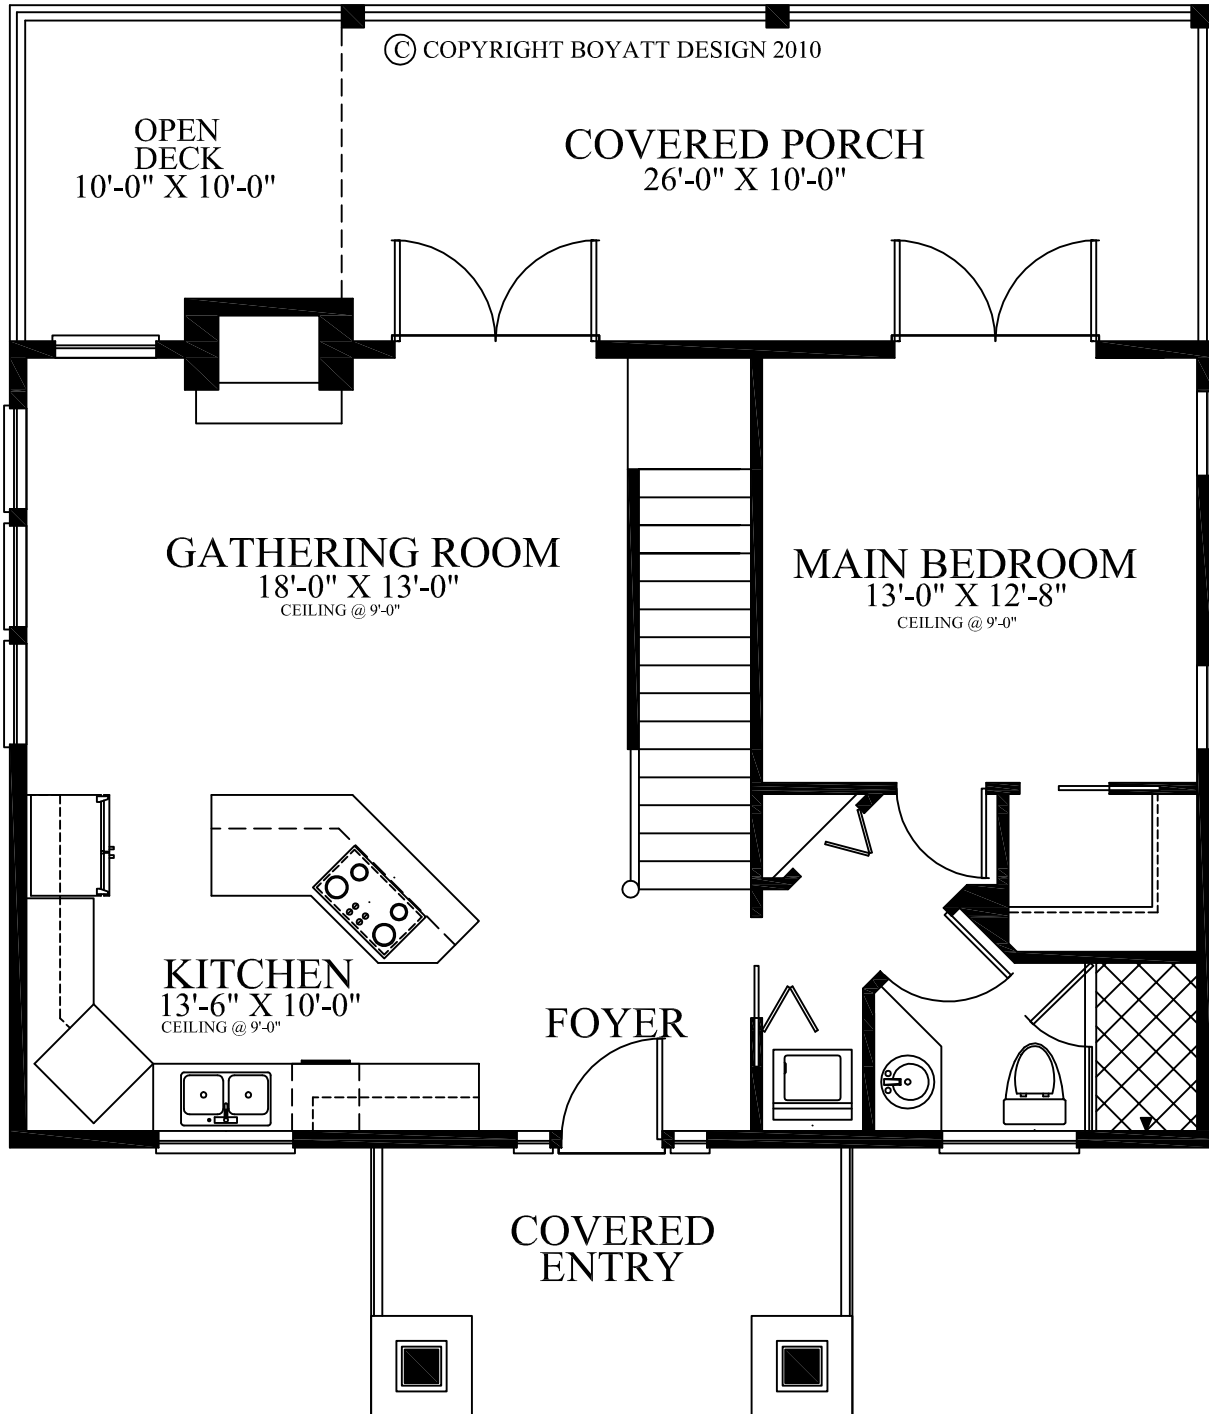 © COPYRIGHT BOYATT DESIGN 2010
OPEN
DECK
10'-0" X 10'-0"
COVERED PORCH
26'-0" X 10'-0"
GATHERING ROOM
18'-0" X 13'-0"
CEILING @ 9'-0"
MAIN BEDROOM
13'-0" X 12'-8"
CEILING @ 9'-0"
KITCHEN
13'-6" X 10'-0"
CEILING @ 9'-0"
FOYER
COVERED
ENTRY